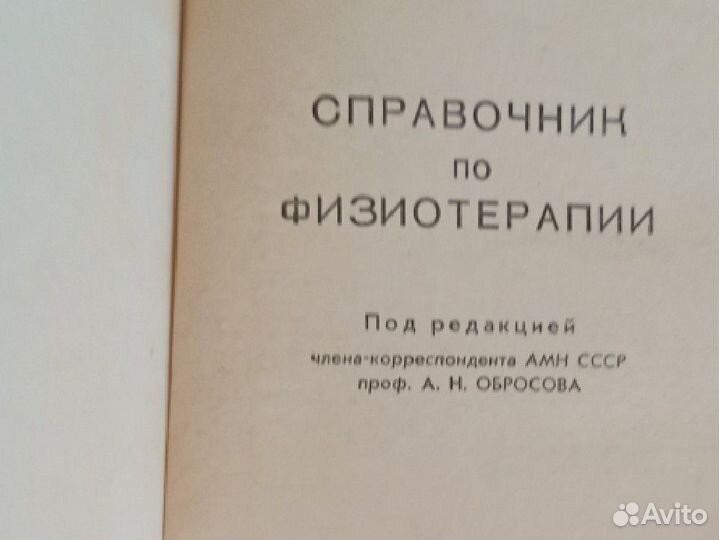 СПРАВОЧНИК
ПО
ФИЗИОТЕРАПИИ
Под редакцией
члена-корреспондента АМН СССР
проф. А. Н. ОБРОСОВА
Avito